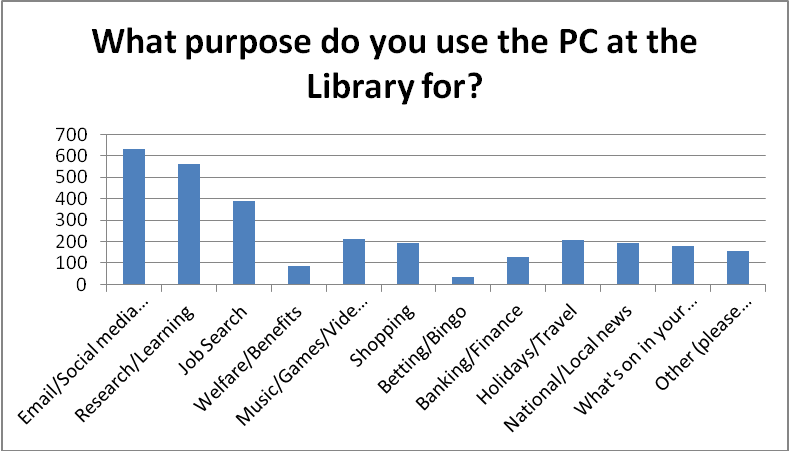 What purpose do you use the PC at the
Library for?
700
600
500
400
300
200
100
0
Email/Social media...
Research/Learning
Job Search
Welfare/Benefits
Music/Games/Vide...
Shopping
Betting/Bingo
Banking/Finance
Holidays/Travel
National/Local news
What's on in your...
Other (please...